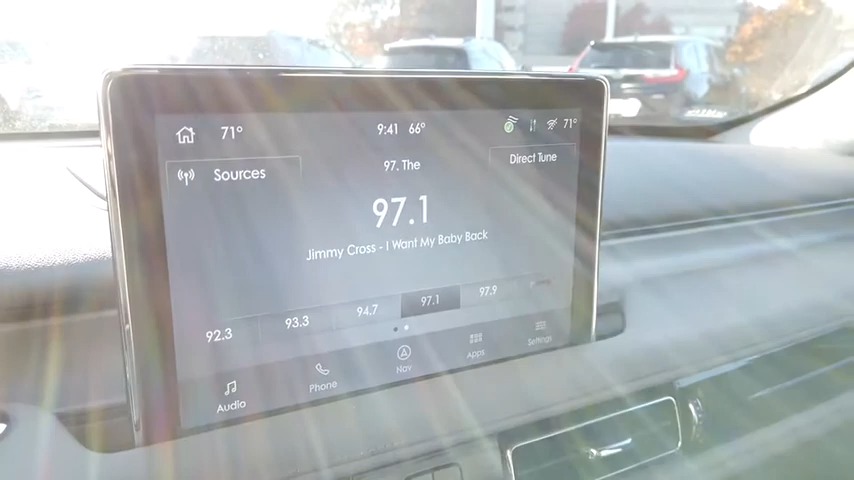 71°
9:41 66°
71°
Sources
97. The
Direct Tune
97.1
Jimmy Cross - I Want My Baby Back
92.3
93.3
94.7
97.1
97.9
Audio
Phone
Nav
Apps
Settings